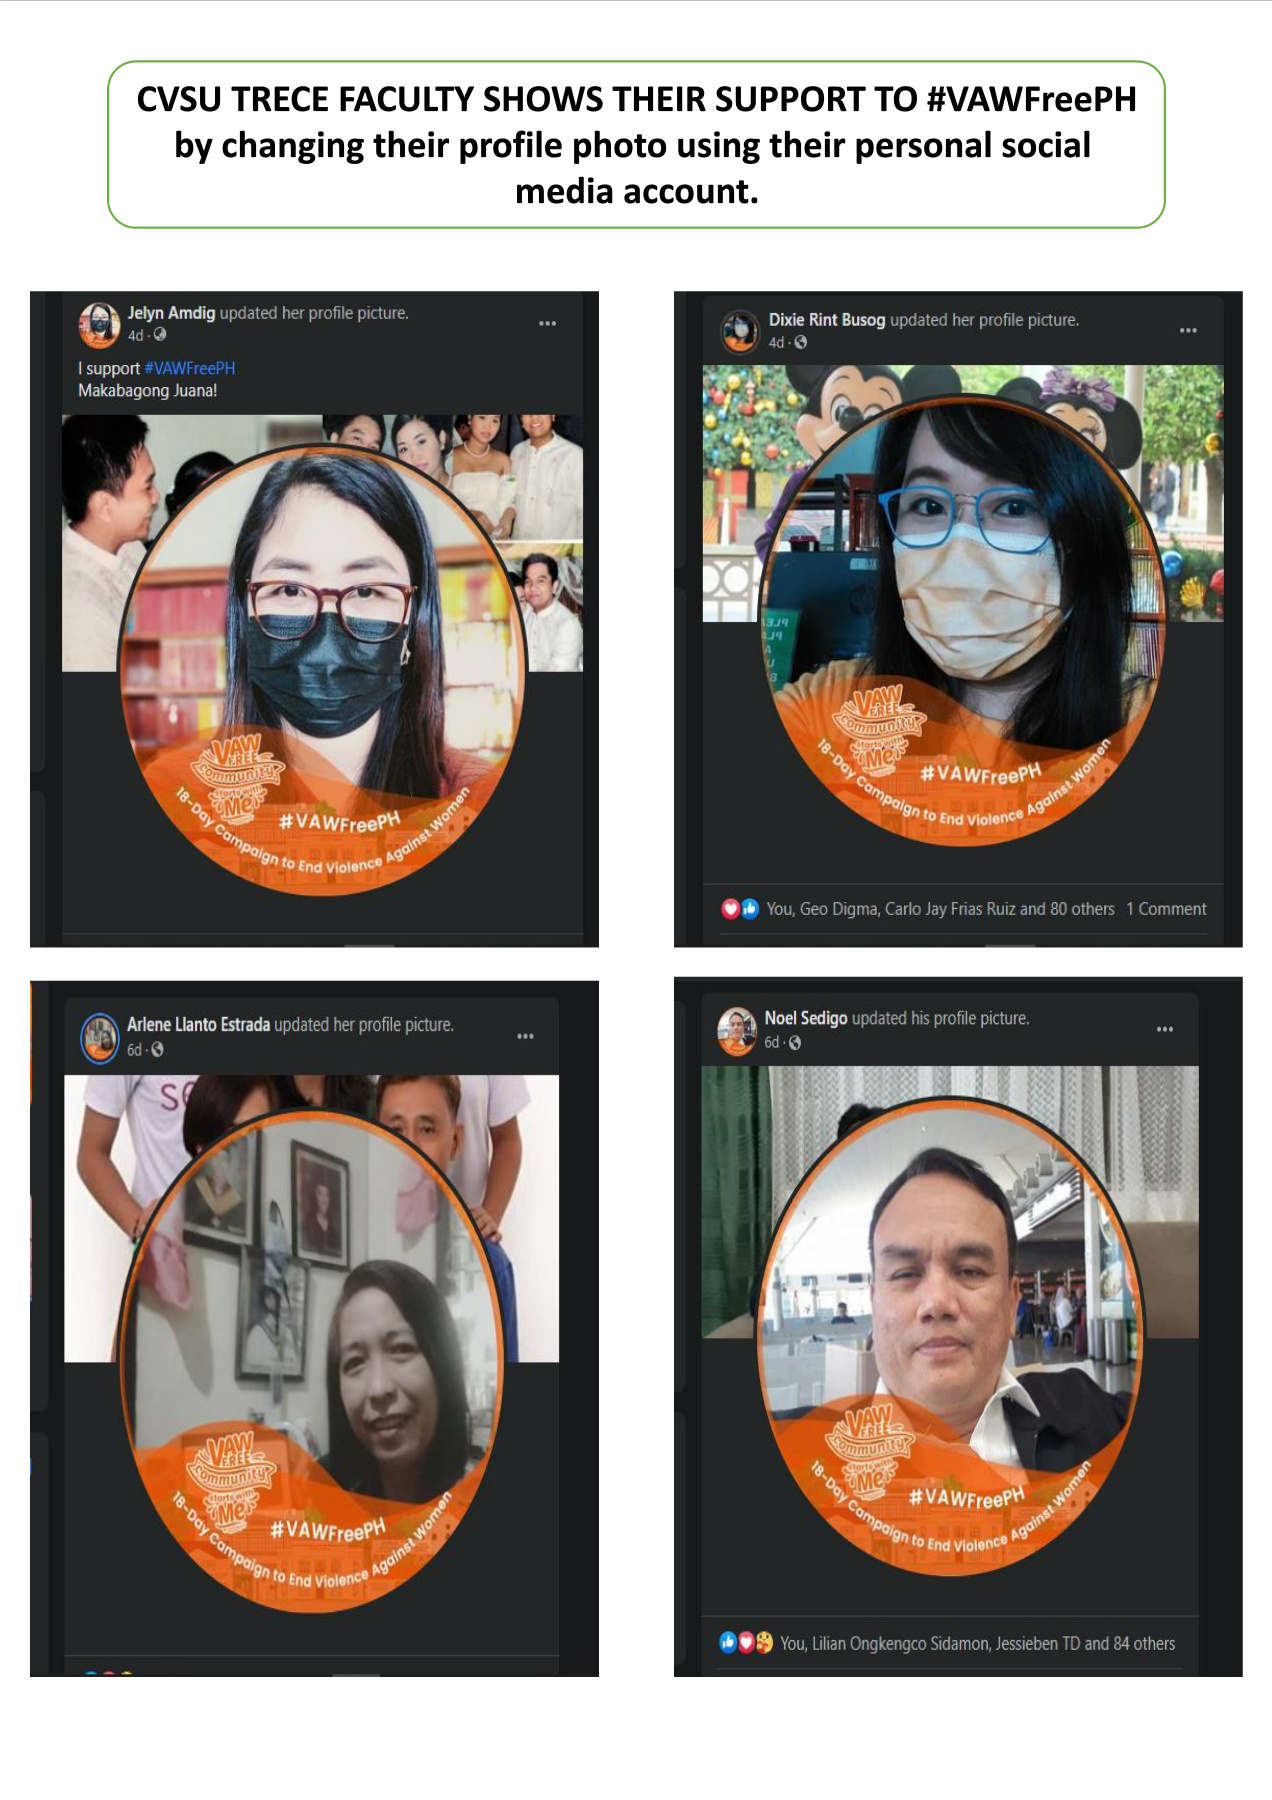 CVSU TRECE FACULTY SHOWS THEIR SUPPORT TO #VAWFreePH
by changing their profile photo using their personal social
media account.
Jelyn Amdig updated her profile picture.
4d ·
I support #VAWFreePH
Makabagong Juana!
VAW
FREE
community
starts with
Me
#VAWFreePH
18-Day Campaign to End Violence Against Women
Dixie Rint Busog updated her profile picture.
4d ·
VAW
FREE
community
starts with
Me
#VAWFreePH
18-Day Campaign to End Violence Against Women
You, Geo Digma, Carlo Jay Frias Ruiz and 80 others 1 Comment
Arlene Llanto Estrada updated her profile picture.
6d ·
VAW
FREE
community
starts with
Me
#VAWFreePH
18-Day Campaign to End Violence Against Women
Noel Sedigo updated his profile picture.
6d ·
VAW
FREE
community
starts with
Me
#VAWFreePH
18-Day Campaign to End Violence Against Women
You, Lilian Ongkengco Sidamon, Jessieben TD and 84 others